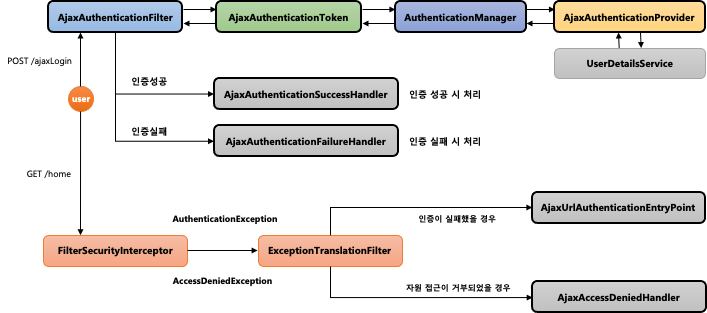 AjaxAuthenticationFilter
AjaxAuthenticationToken
AuthenticationManager
AjaxAuthenticationProvider
POST /ajaxLogin
UserDetailsService
인증성공
AjaxAuthenticationSuccessHandler
인증 성공 시 처리
user
인증실패
AjaxAuthenticationFailureHandler
인증 실패 시 처리
GET /home
AjaxUrlAuthenticationEntryPoint
AuthenticationException
인증이 실패했을 경우
FilterSecurityInterceptor
ExceptionTranslationFilter
AccessDeniedException
자원 접근이 거부되었을 경우
AjaxAccessDeniedHandler